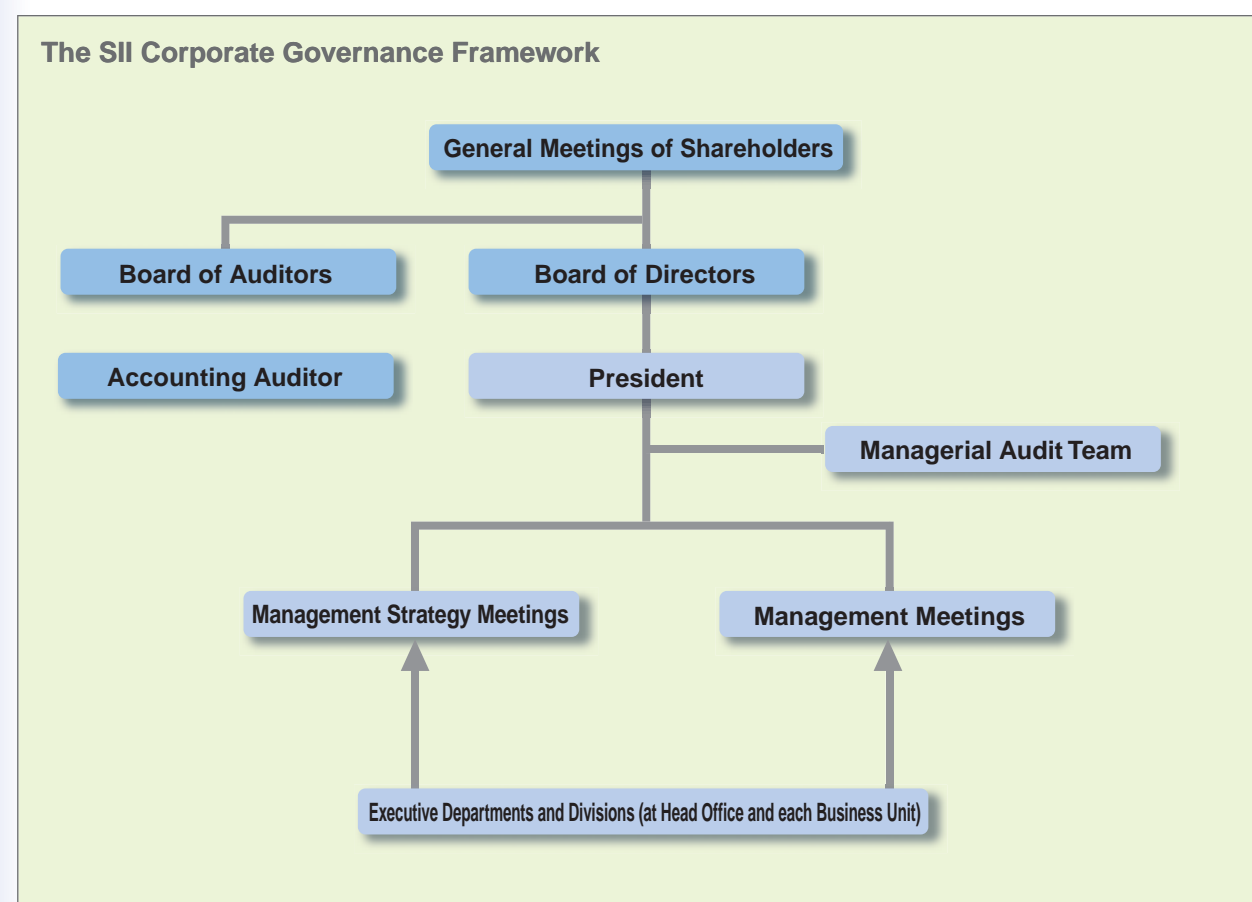 The SII Corporate Governance Framework
General Meetings of Shareholders
Board of Auditors
Board of Directors
Accounting Auditor
President
Managerial Audit Team
Management Strategy Meetings
Management Meetings
Executive Departments and Divisions (at Head Office and each Business Unit)